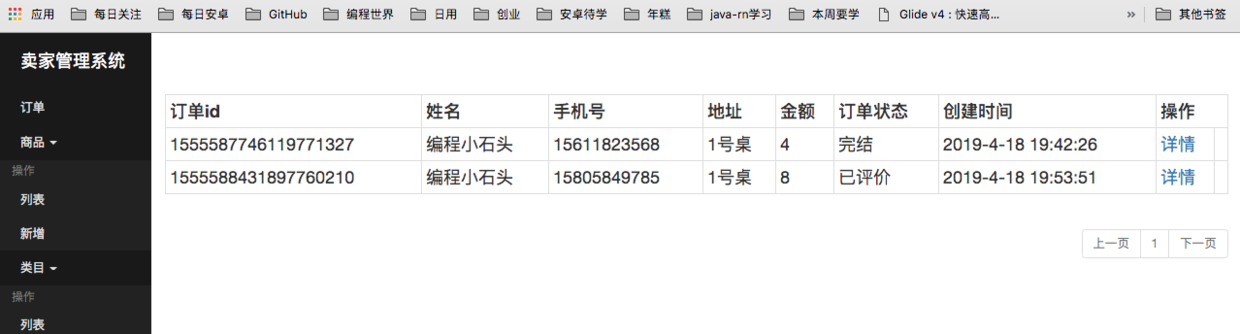 应用 每日关注 每日安卓 GitHub 编程世界 日用 创业 安卓待学 年糕 java-rn学习 本周要学 Glide v4 : 快速高... » 其他书签
卖家管理系统
订单
商品
操作
列表
新增
类目
操作
列表
订单id 姓名 手机号 地址 金额 订单状态 创建时间 操作
1555587746119771327 编程小石头 15611823568 1号桌 4 完结 2019-4-18 19:42:26 详情
1555588431897760210 编程小石头 15805849785 1号桌 8 已评价 2019-4-18 19:53:51 详情
上一页 1 下一页